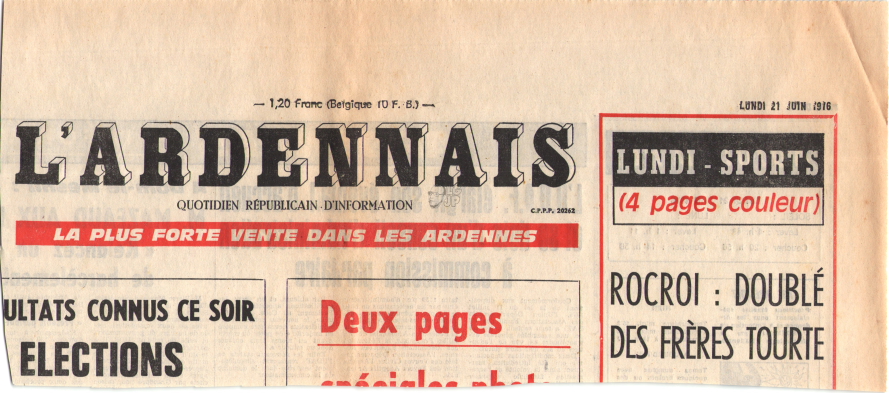 — 1,20 Franc (Belgique 10 F. B.) —
LUNDI 21 JUIN 1976
L'ARDENNAIS
QUOTIDIEN RÉPUBLICAIN D'INFORMATION
C.P.P.P. 20262
LA PLUS FORTE VENTE DANS LES ARDENNES
LUNDI - SPORTS
(4 pages couleur)
ROCROI : DOUBLÉ
DES FRÈRES TOURTE
ULTATS CONNUS CE SOIR
ELECTIONS
Deux pages
spéciales photo